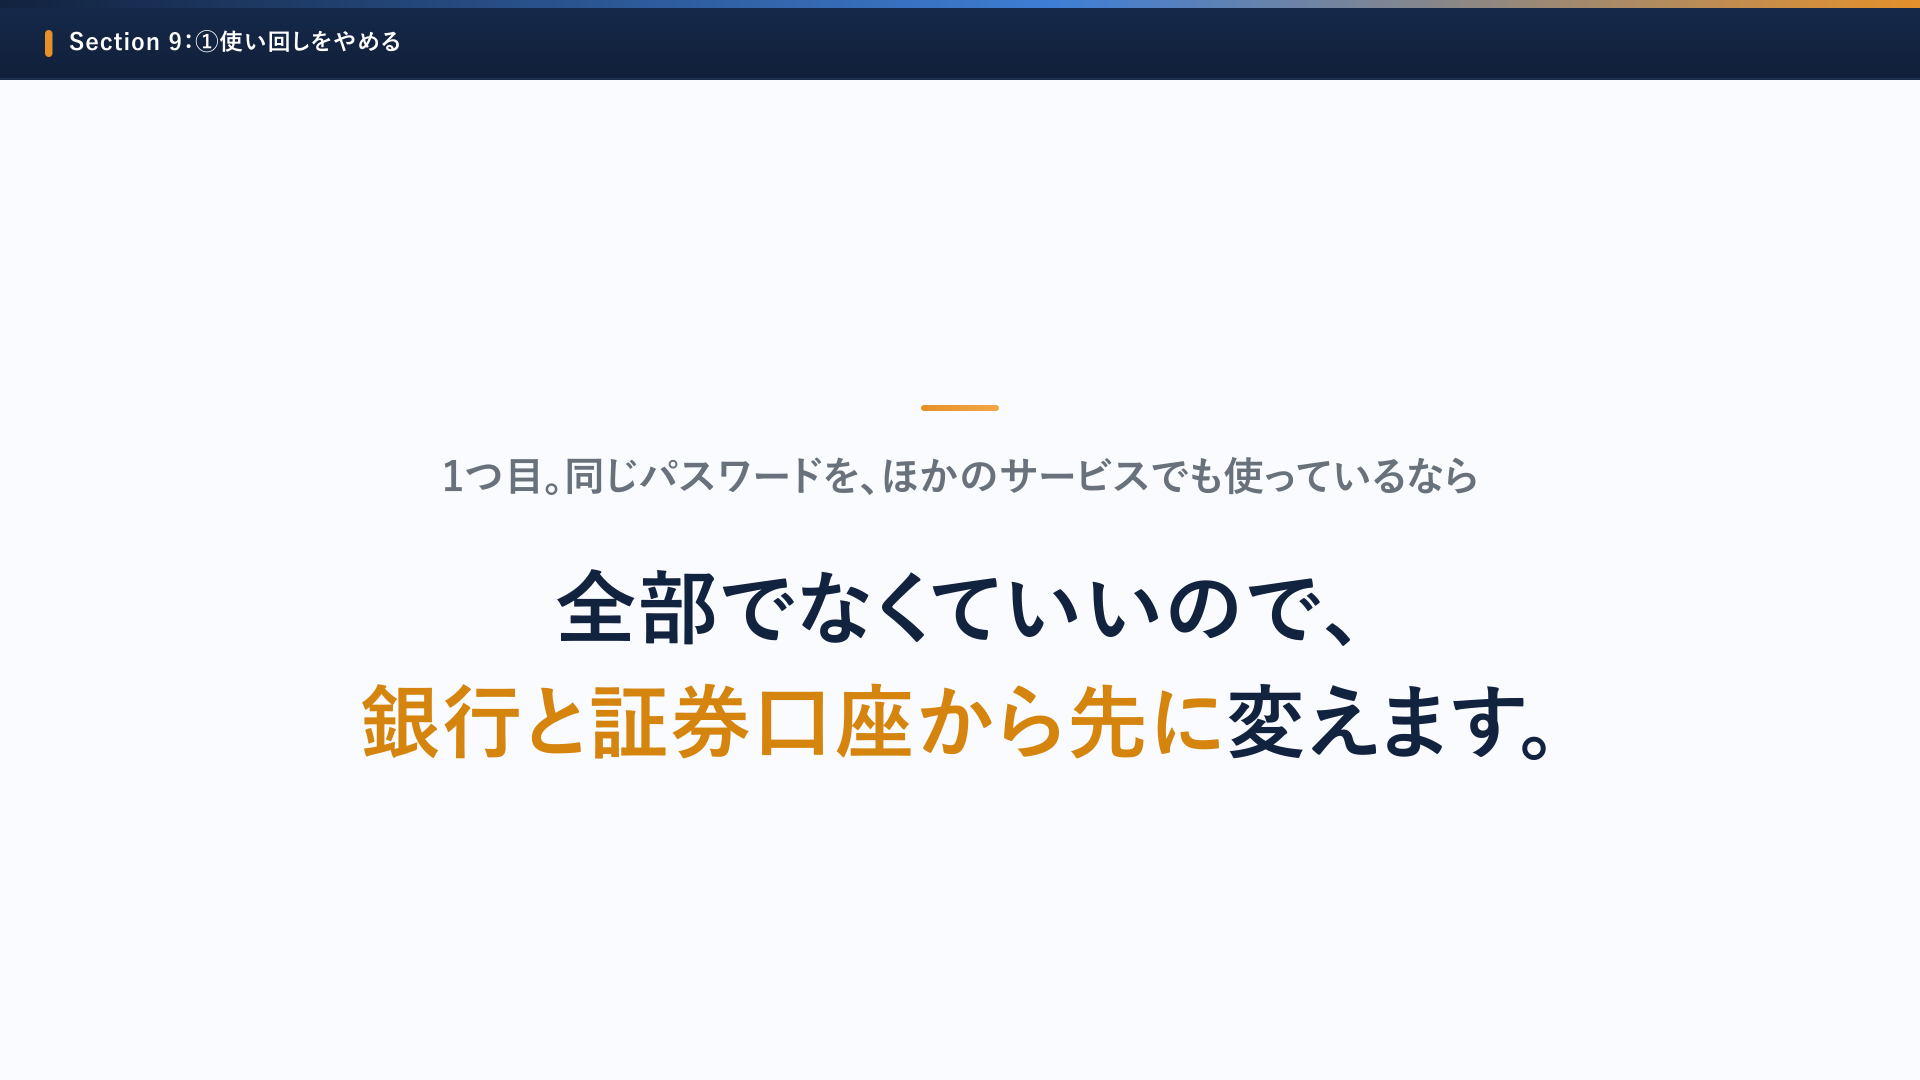 Section 9：①使い回しをやめる
1つ目。同じパスワードを、ほかのサービスでも使っているなら
全部でなくていいので、
銀行と証券口座から先に変えます。